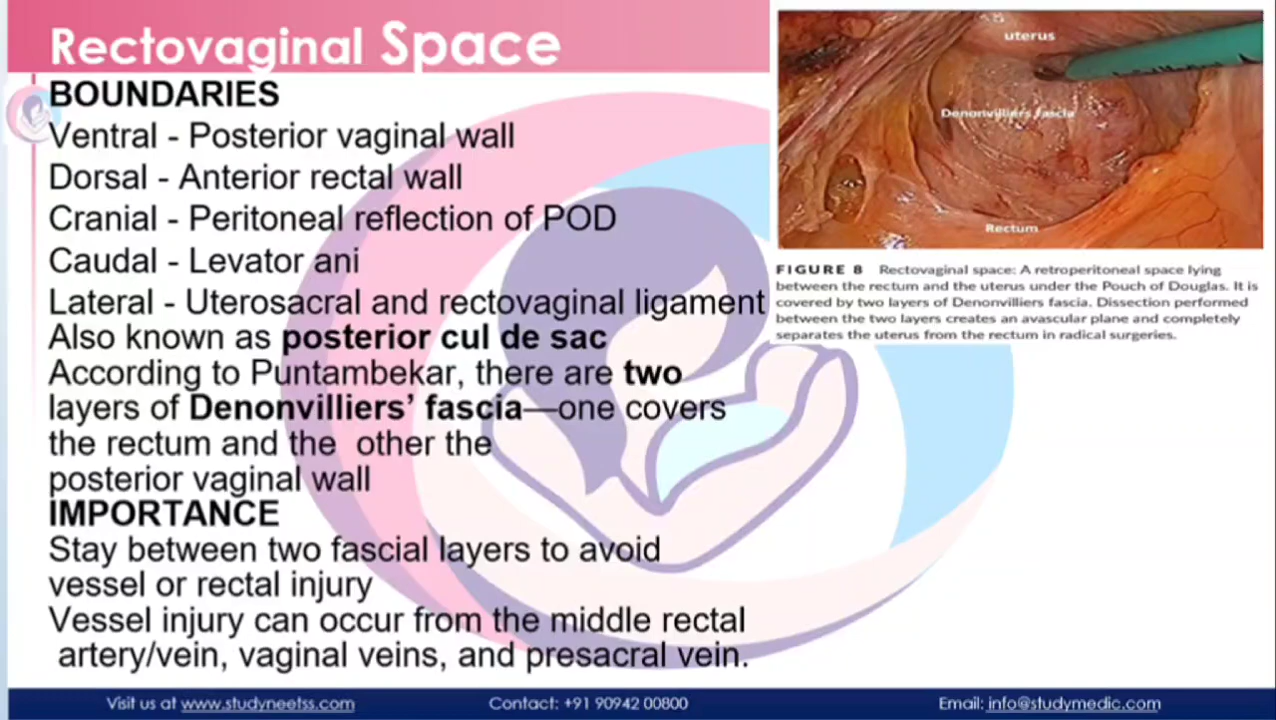 Rectovaginal Space
BOUNDARIES
Ventral - Posterior vaginal wall
Dorsal - Anterior rectal wall
Cranial - Peritoneal reflection of POD
Caudal - Levator ani
Lateral - Uterosacral and rectovaginal ligament
Also known as posterior cul de sac
According to Puntambekar, there are two
layers of Denonvilliers’ fascia—one covers
the rectum and the other the
posterior vaginal wall
IMPORTANCE
Stay between two fascial layers to avoid
vessel or rectal injury
Vessel injury can occur from the middle rectal
artery/vein, vaginal veins, and presacral vein.
uterus
Denonvilliers fascia
Rectum
FIGURE 8 Rectovaginal space: A retroperitoneal space lying
between the rectum and the uterus under the Pouch of Douglas. It is
covered by two layers of Denonvilliers fascia. Dissection performed
between the two layers creates an avascular plane and completely
separates the uterus from the rectum in radical surgeries.
Visit us at www.studyneetss.com Contact: +91 90942 00800 Email: info@studymedic.com